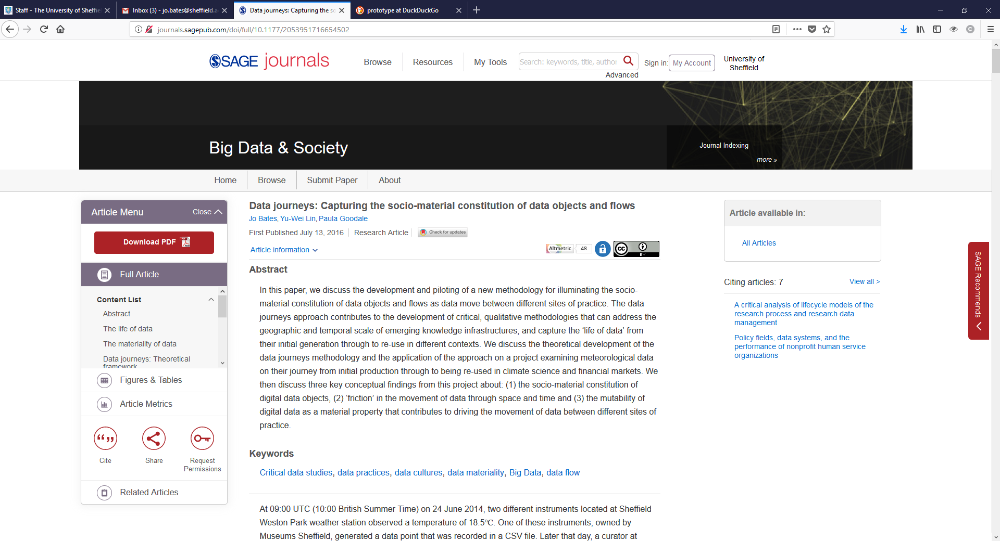 Staff - The University of Sheffie
Inbox (3) - jo.bates@sheffield.a
Data journeys: Capturing the so
prototype at DuckDuckGo
journals.sagepub.com/doi/full/10.1177/2053951716654502
SAGE journals
Browse
Resources
My Tools
Search: keywords, title, author
Advanced
Sign in:
My Account
University of
Sheffield
Big Data & Society
Journal Indexing
more »
Home
Browse
Submit Paper
About
Article Menu
Close
Download PDF
Full Article
Content List
Abstract
The life of data
The materiality of data
Data journeys: Theoretical
framework
Figures & Tables
Article Metrics
Cite
Share
Request
Permissions
Related Articles
Data journeys: Capturing the socio-material constitution of data objects and flows
Jo Bates, Yu-Wei Lin, Paula Goodale
First Published July 13, 2016
Research Article
Check for updates
Article information
Altmetric
48
cc
BY
Abstract
In this paper, we discuss the development and piloting of a new methodology for illuminating the socio-
material constitution of data objects and flows as data move between different sites of practice. The data
journeys approach contributes to the development of critical, qualitative methodologies that can address the
geographic and temporal scale of emerging knowledge infrastructures, and capture the ‘life of data’ from
their initial generation through to re-use in different contexts. We discuss the theoretical development of the
data journeys methodology and the application of the approach on a project examining meteorological data
on their journey from initial production through to being re-used in climate science and financial markets. We
then discuss three key conceptual findings from this project about: (1) the socio-material constitution of
digital data objects, (2) ‘friction’ in the movement of data through space and time and (3) the mutability of
digital data as a material property that contributes to driving the movement of data between different sites of
practice.
Keywords
Critical data studies, data practices, data cultures, data materiality, Big Data, data flow
At 09:00 UTC (10:00 British Summer Time) on 24 June 2014, two different instruments located at Sheffield
Weston Park weather station observed a temperature of 18.5℃. One of these instruments, owned by
Museums Sheffield, generated a data point that was recorded in a CSV file. Later that day, a curator at
Article available in:
All Articles
Citing articles: 7
View all >
A critical analysis of lifecycle models of the
research process and research data
management
Policy fields, data systems, and the
performance of nonprofit human service
organizations
SAGE Recommends